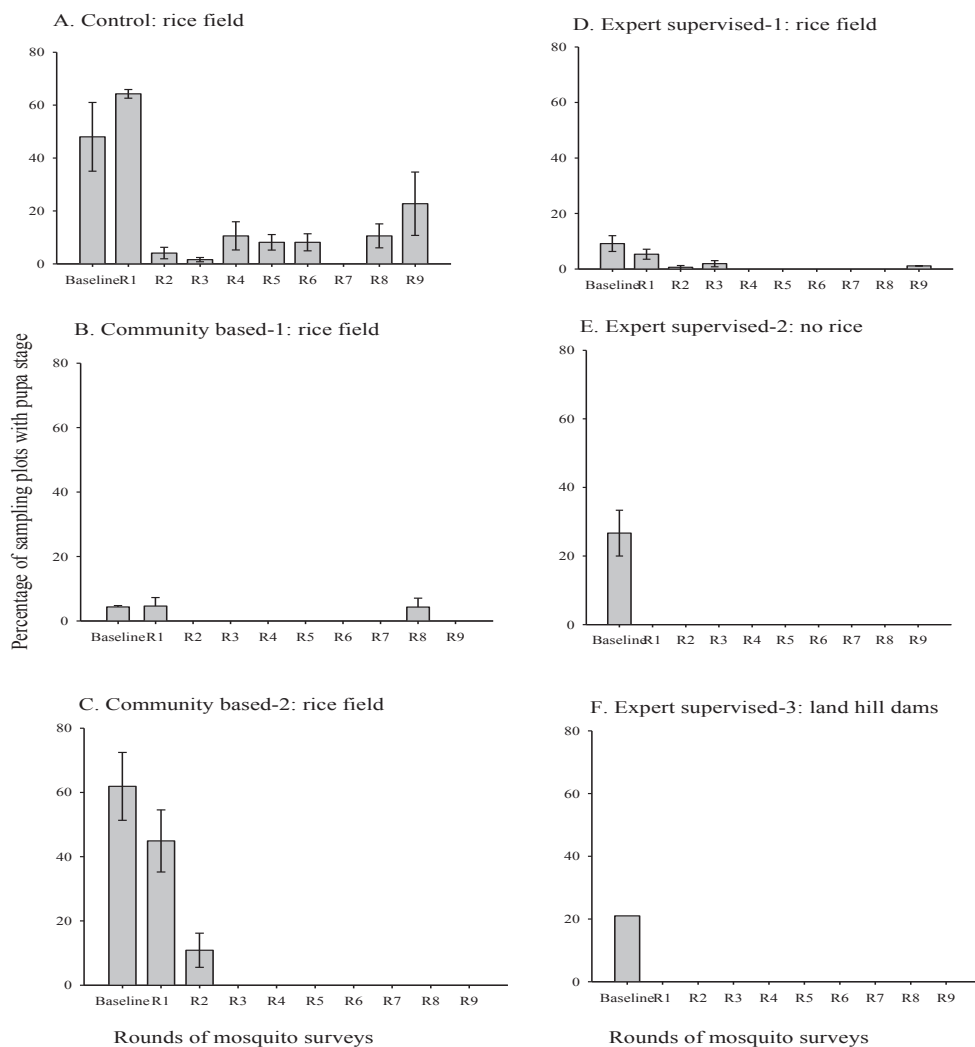 A. Control: rice field
80
60
40
20
0
Baseline R1 R2 R3 R4 R5 R6 R7 R8 R9
B. Community based-1: rice field
80
60
40
20
0
Baseline R1 R2 R3 R4 R5 R6 R7 R8 R9
C. Community based-2: rice field
80
60
40
20
0
Baseline R1 R2 R3 R4 R5 R6 R7 R8 R9
Rounds of mosquito surveys
Percentage of sampling plots with pupa stage
D. Expert supervised-1: rice field
80
60
40
20
0
Baseline R1 R2 R3 R4 R5 R6 R7 R8 R9
E. Expert supervised-2: no rice
80
60
40
20
0
Baseline R1 R2 R3 R4 R5 R6 R7 R8 R9
F. Expert supervised-3: land hill dams
80
60
40
20
0
Baseline R1 R2 R3 R4 R5 R6 R7 R8 R9
Rounds of mosquito surveys